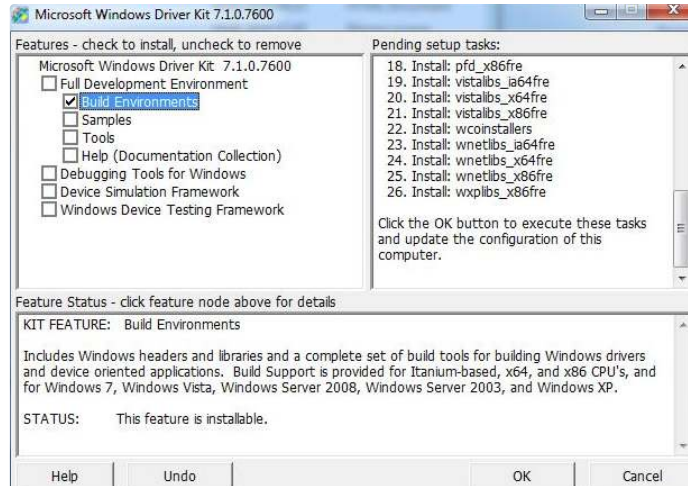 Microsoft Windows Driver Kit 7.1.0.7600
Features - check to install, uncheck to remove
Microsoft Windows Driver Kit 7.1.0.7600
Full Development Environment
Build Environments
Samples
Tools
Help (Documentation Collection)
Debugging Tools for Windows
Device Simulation Framework
Windows Device Testing Framework
Pending setup tasks:
18. Install: pfd_x86fre
19. Install: vistalibs_ia64fre
20. Install: vistalibs_x64fre
21. Install: vistalibs_x86fre
22. Install: wcoinstallers
23. Install: wnetlibs_ia64fre
24. Install: wnetlibs_x64fre
25. Install: wnetlibs_x86fre
26. Install: wxplibs_x86fre
Click the OK button to execute these tasks
and update the configuration of this
computer.
Feature Status - click feature node above for details
KIT FEATURE: Build Environments
Includes Windows headers and libraries and a complete set of build tools for building Windows drivers
and device oriented applications. Build Support is provided for Itanium-based, x64, and x86 CPU's, and
for Windows 7, Windows Vista, Windows Server 2008, Windows Server 2003, and Windows XP.
STATUS: This feature is installable.
Help Undo OK Cancel